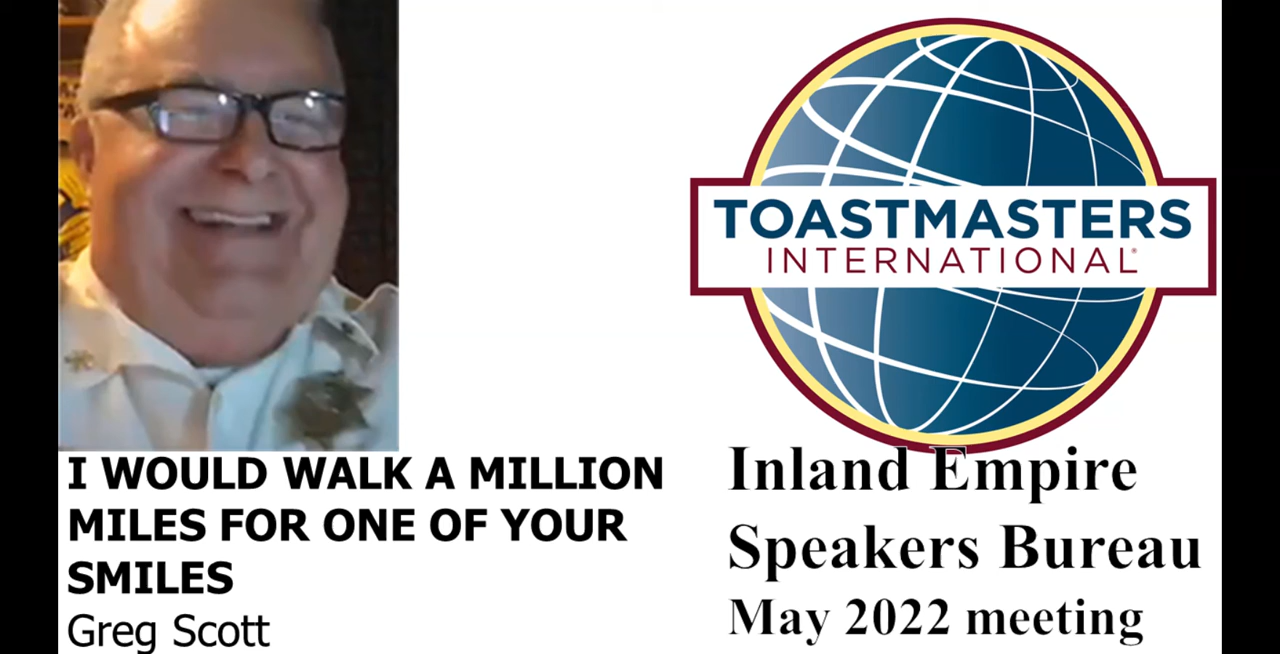 I WOULD WALK A MILLION
MILES FOR ONE OF YOUR
SMILES
Greg Scott
TOASTMASTERS
INTERNATIONAL®
Inland Empire
Speakers Bureau
May 2022 meeting